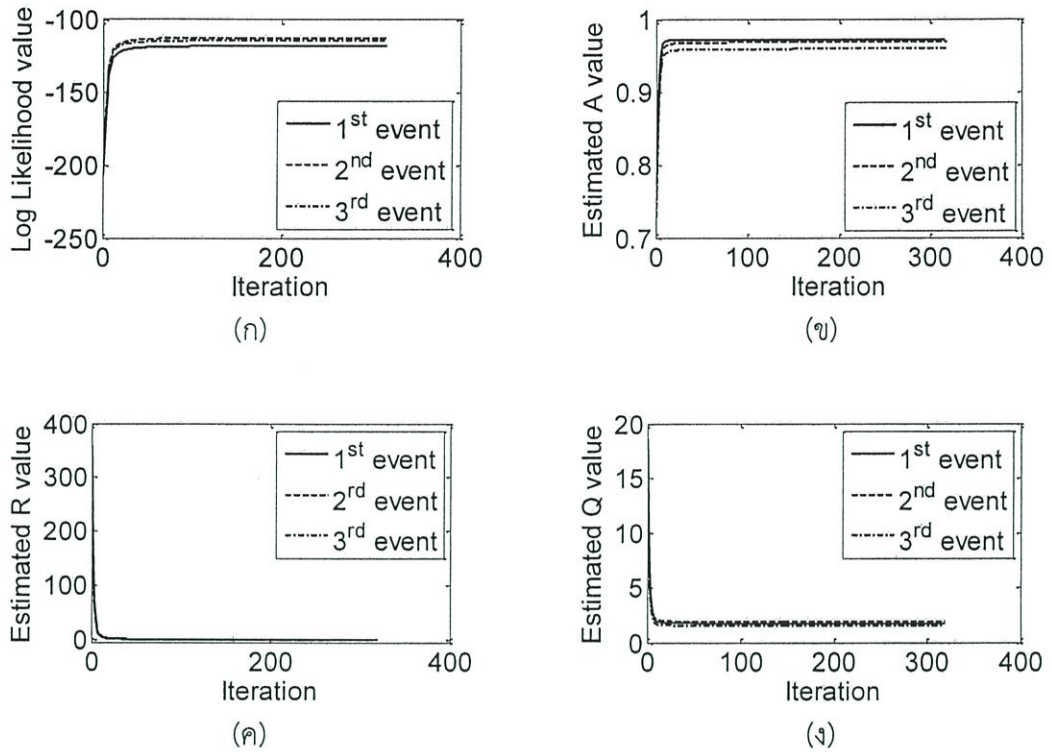 Log Likelihood value
-100
-150
-200
-250
0
200
400
Iteration
1st event
2nd event
3rd event
(ก)
Estimated A value
1
0.9
0.8
0.7
0
100
200
300
400
Iteration
1st event
2nd event
3rd event
(ข)
Estimated R value
400
300
200
100
0
0
200
400
Iteration
1st event
2rd event
3rd event
(ค)
Estimated Q value
20
15
10
5
0
0
100
200
300
400
Iteration
1st event
2nd event
3rd event
(ง)